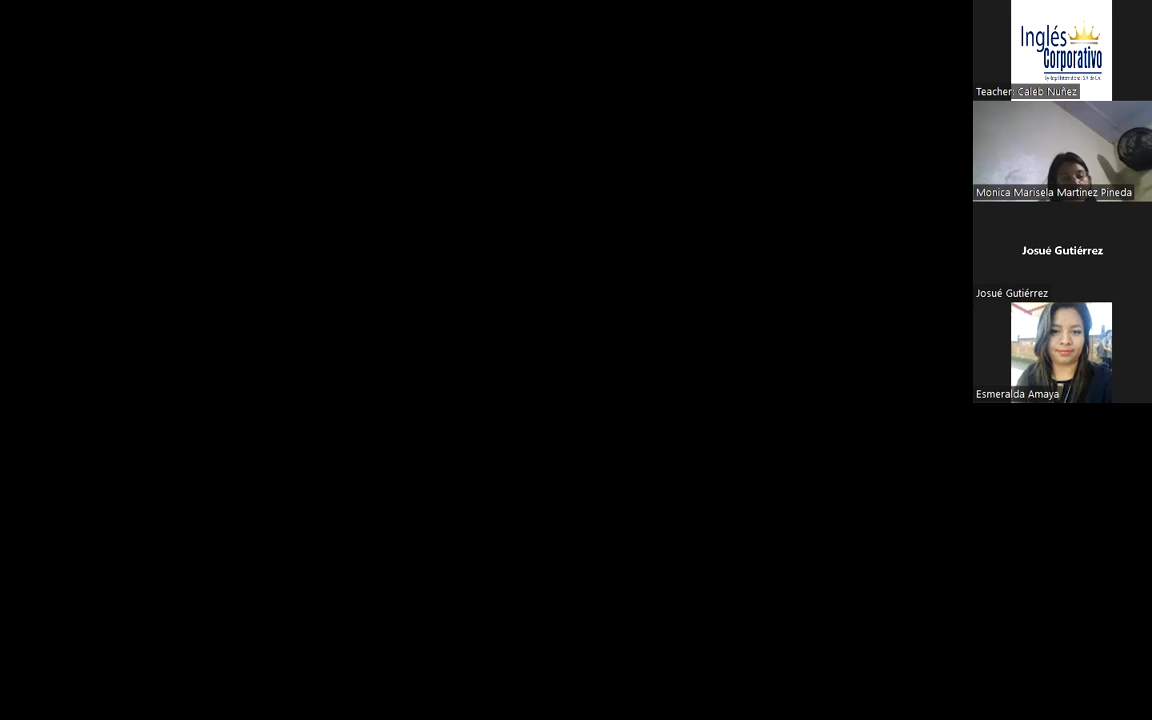 Inglés
Corporativo
Teacher: Caleb Nuñez
Monica Marisela Martinez Pineda
Josué Gutiérrez
Josué Gutiérrez
Esmeralda Amaya